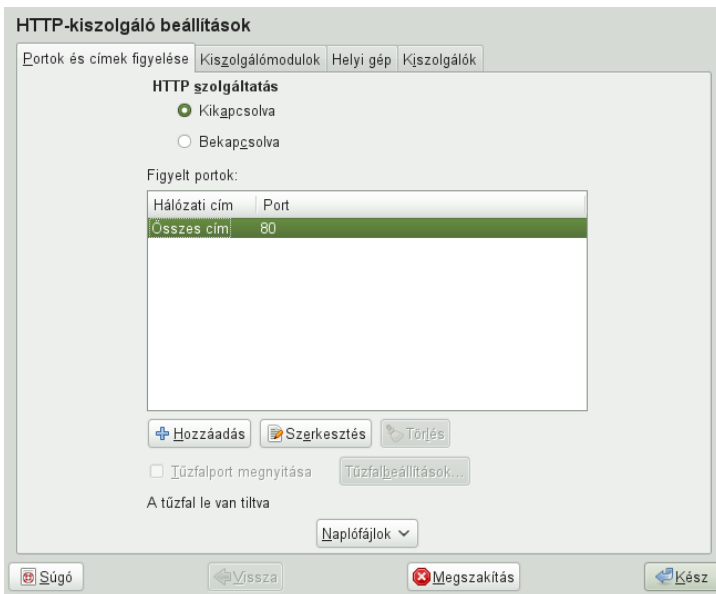 HTTP-kiszolgáló beállítások
Portok és címek figyelése Kiszolgálómodulok Helyi gép Kiszolgálók
HTTP szolgáltatás
Kikapcsolva
Bekapcsolva
Figyelt portok:
Hálózati cím Port
Összes cím 80
Hozzáadás Szerkesztés Törlés
Tűzfalport megnyitása Tűzfalbeállítások...
A tűzfal le van tiltva
Naplófájlok
Súgó Vissza Megszakítás Kész